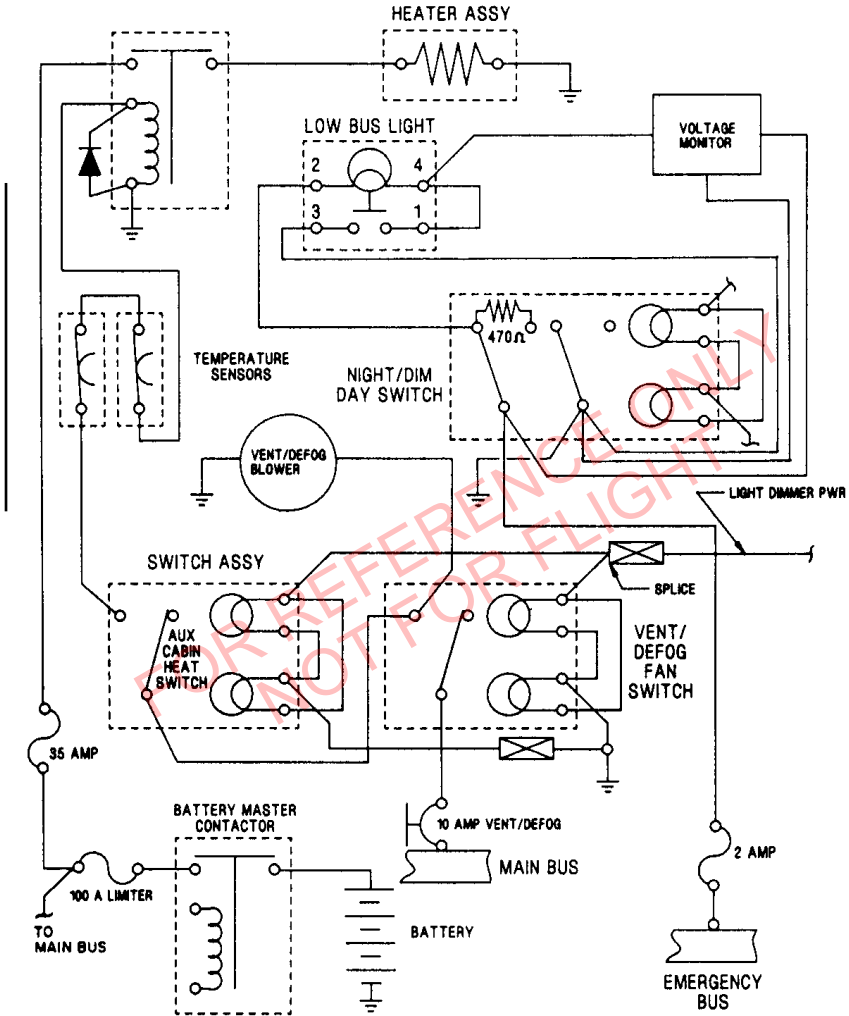 HEATER ASSY
LOW BUS LIGHT
2
4
3
1
VOLTAGE
MONITOR
470Ω
TEMPERATURE
SENSORS
NIGHT/DIM
DAY SWITCH
VENT/DEFOG
BLOWER
LIGHT DIMMER PWR
SWITCH ASSY
SPLICE
AUX
CABIN
HEAT
SWITCH
VENT/
DEFOG
FAN
SWITCH
35 AMP
BATTERY MASTER
CONTACTOR
10 AMP VENT/DEFOG
2 AMP
MAIN BUS
100 A LIMITER
TO
MAIN BUS
BATTERY
EMERGENCY
BUS
FOR REFERENCE ONLY
NOT FOR FLIGHT